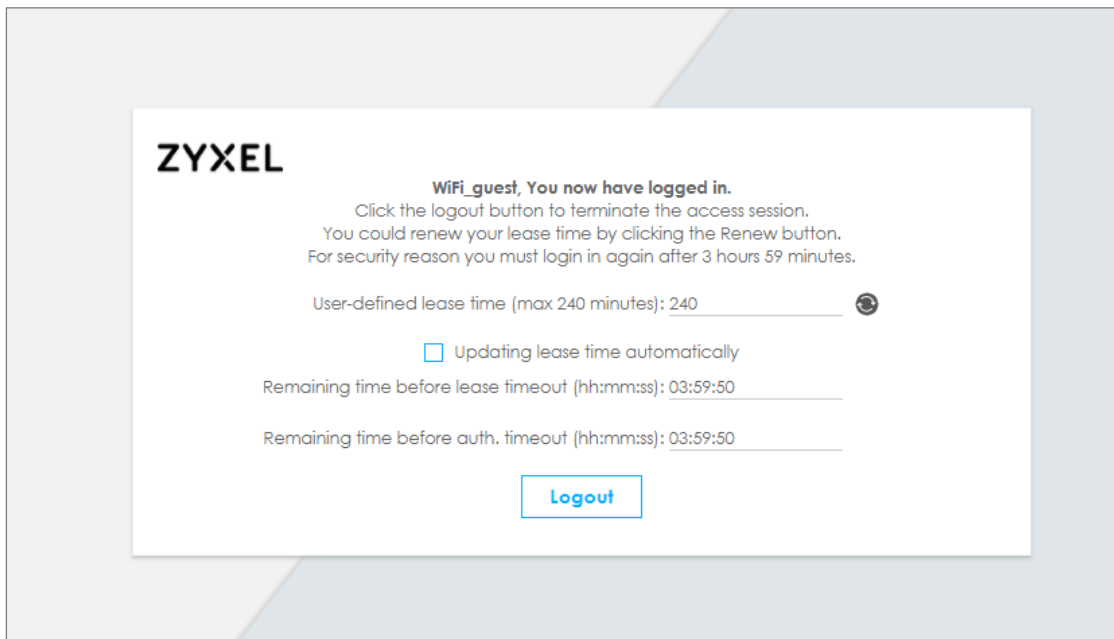 ZYXEL
WiFi_guest, You now have logged in.
Click the logout button to terminate the access session.
You could renew your lease time by clicking the Renew button.
For security reason you must login in again after 3 hours 59 minutes.
User-defined lease time (max 240 minutes): 240
Updating lease time automatically
Remaining time before lease timeout (hh:mm:ss): 03:59:50
Remaining time before auth. timeout (hh:mm:ss): 03:59:50
Logout